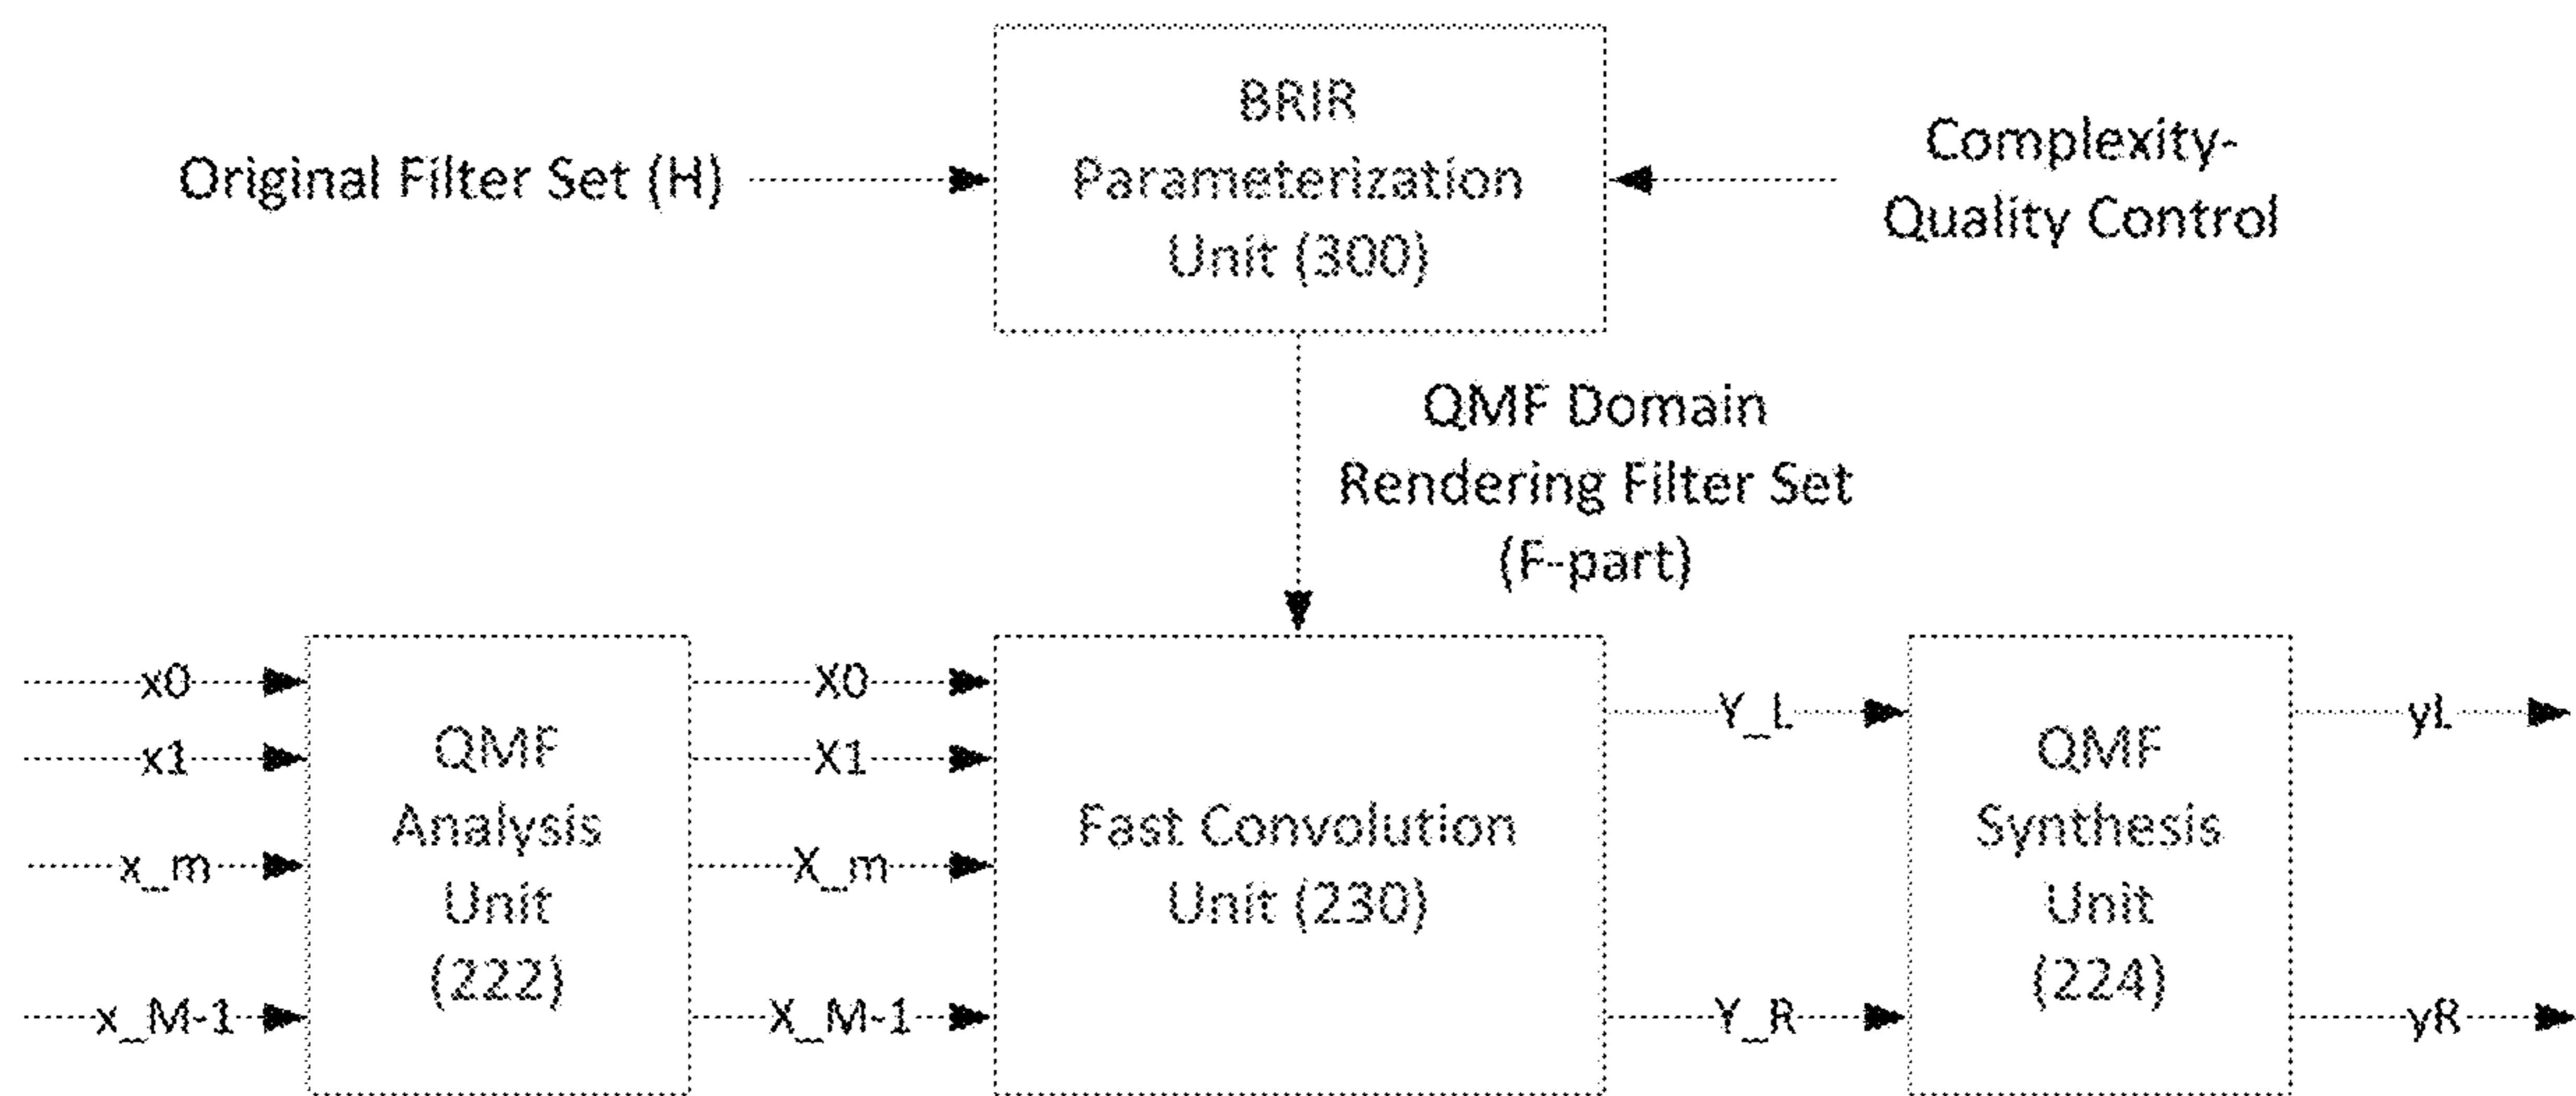 BRIR
Parameterization
Unit (300)
Original Filter Set (H)
Complexity-
Quality Control
QMF Domain
Rendering Filter Set
(F-part)
x0
x1
x_m
x_M-1
QMF
Analysis
Unit
(222)
X0
X1
X_m
X_M-1
Fast Convolution
Unit (230)
Y_L
Y_R
QMF
Synthesis
Unit
(224)
yL
yR